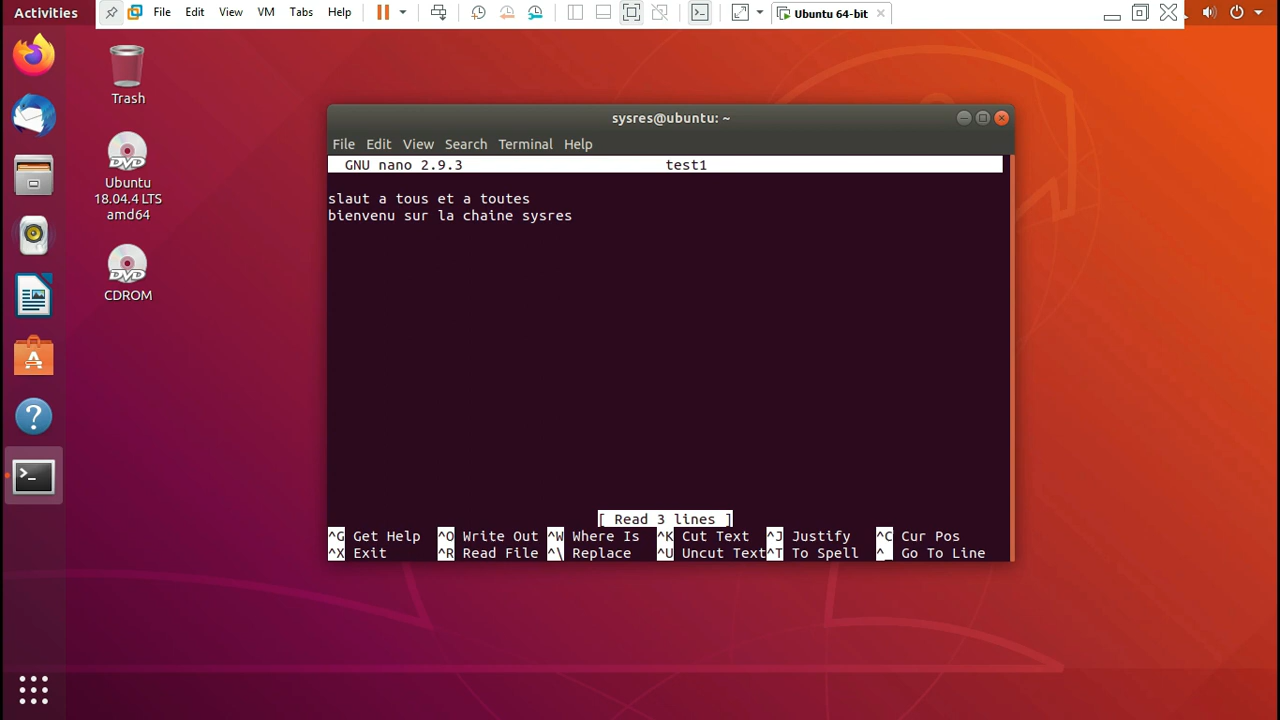 Activities File Edit View VM Tabs Help Ubuntu 64-bit
Trash
DVD
Ubuntu
18.04.4 LTS
amd64
DVD
CDROM
sysres@ubuntu: ~
File Edit View Search Terminal Help
GNU nano 2.9.3 test1
slaut a tous et a toutes
bienvenu sur la chaine sysres
[ Read 3 lines ]
^G Get Help ^O Write Out ^W Where Is ^K Cut Text ^J Justify ^C Cur Pos
^X Exit ^R Read File ^\ Replace ^U Uncut Text ^T To Spell ^_ Go To Line